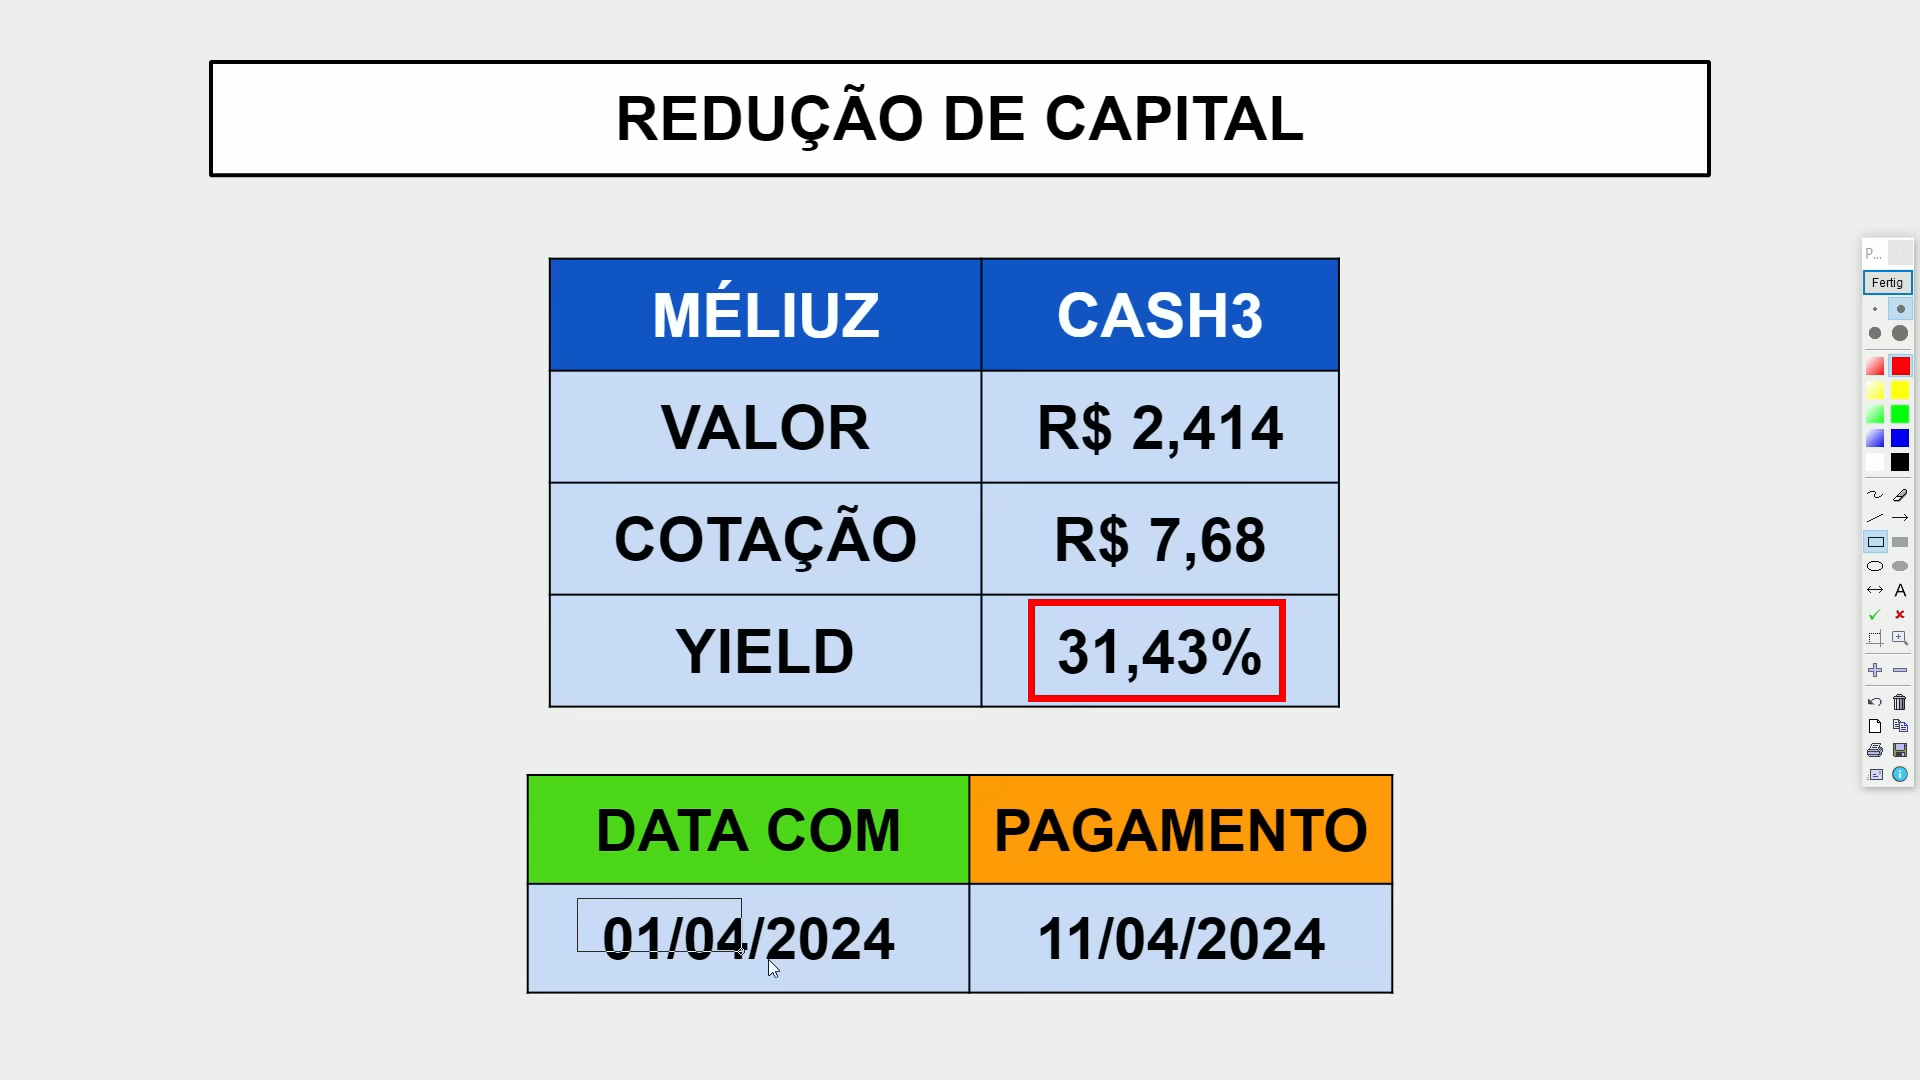 REDUÇÃO DE CAPITAL
MÉLIUZ CASH3
VALOR R$ 2,414
COTAÇÃO R$ 7,68
YIELD 31,43%
DATA COM PAGAMENTO
01/04/2024 11/04/2024
P...
Fertig
A